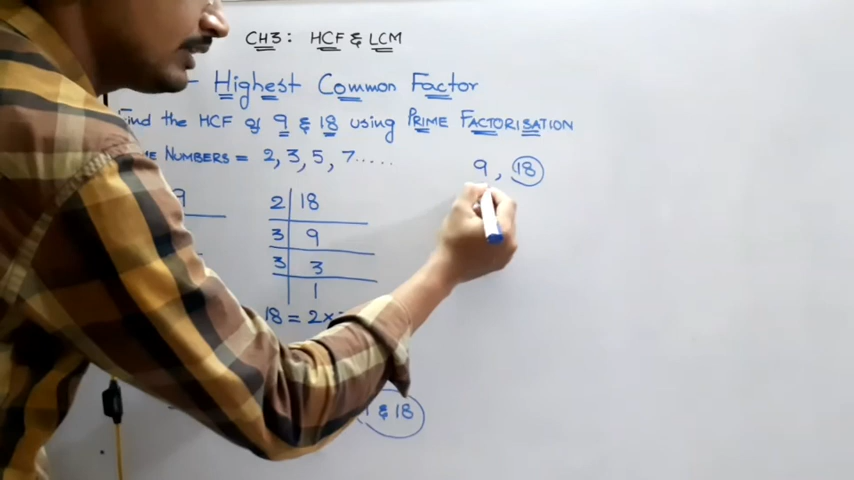 CH3: HCF & LCM
Highest Common Factor
Find the HCF of 9 & 18 using PRIME FACTORISATION
NUMBERS = 2, 3, 5, 7.....
9, 18
9
2 | 18
3 | 9
3 | 3
1
18 = 2×
& 18